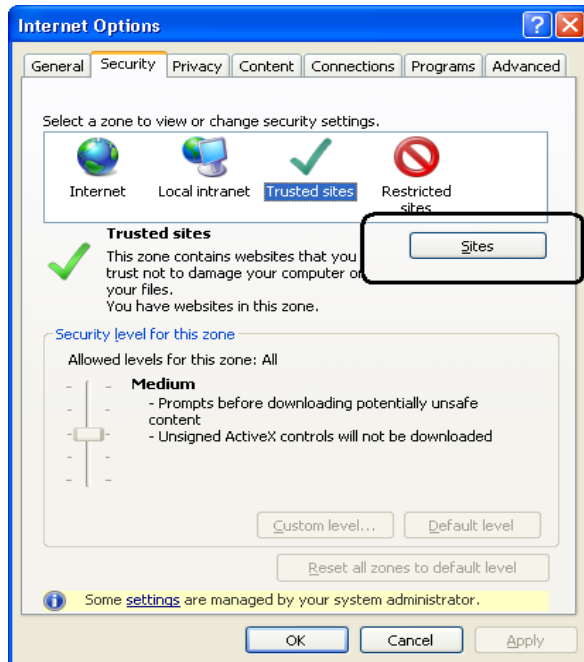 Internet Options
General Security Privacy Content Connections Programs Advanced
Select a zone to view or change security settings.
Internet Local intranet Trusted sites Restricted
sites
Trusted sites
Sites
This zone contains websites that you
trust not to damage your computer or
your files.
You have websites in this zone.
Security level for this zone
Allowed levels for this zone: All
Medium
- Prompts before downloading potentially unsafe
content
- Unsigned ActiveX controls will not be downloaded
Custom level... Default level
Reset all zones to default level
Some settings are managed by your system administrator.
OK Cancel Apply